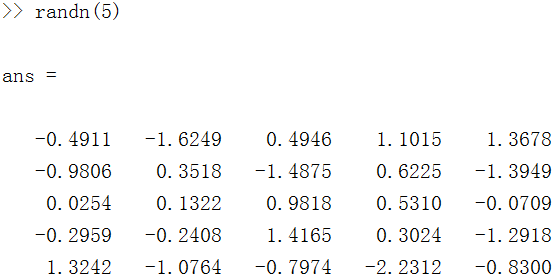 >> randn(5)
ans =
-0.4911 -1.6249 0.4946 1.1015 1.3678
-0.9806 0.3518 -1.4875 0.6225 -1.3949
0.0254 0.1322 0.9818 0.5310 -0.0709
-0.2959 -0.2408 1.4165 0.3024 -1.2918
1.3242 -1.0764 -0.7974 -2.2312 -0.8300